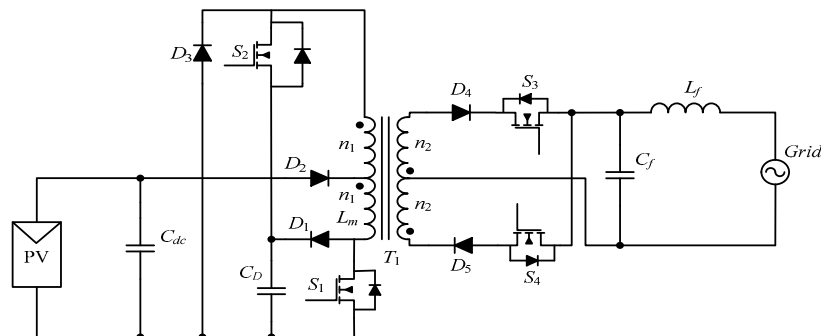 D3
S2
D4
S3
Lf
n1
n2
Cf
Grid
D2
n1
n2
D1
Lm
Cdc
PV
CD
S1
T1
D5
S4